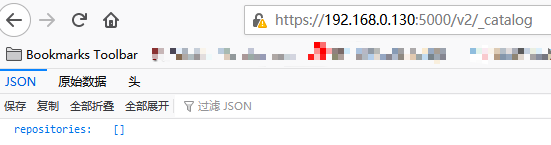 https://192.168.0.130:5000/v2/_catalog
Bookmarks Toolbar
JSON 原始数据 头
保存 复制 全部折叠 全部展开 过滤 JSON
repositories: []